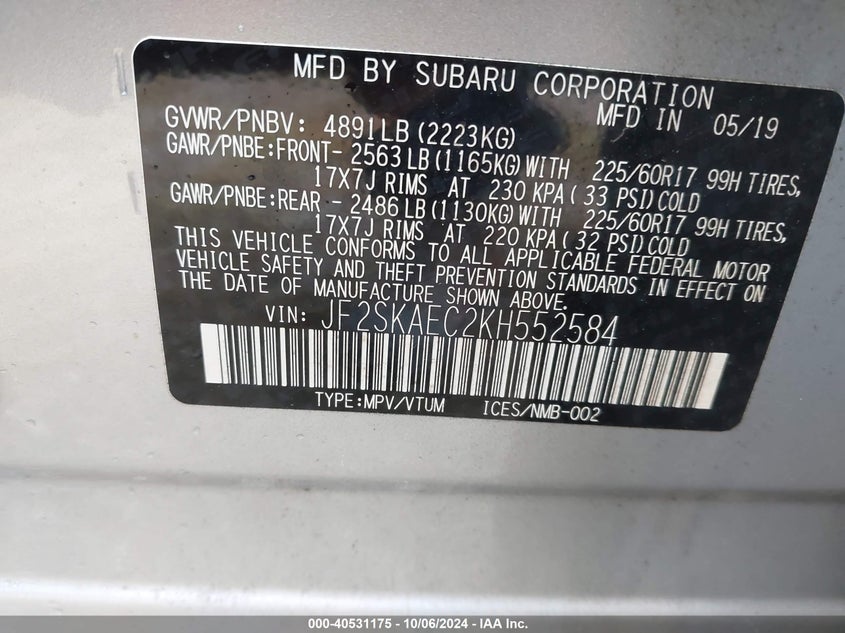 MFD BY SUBARU CORPORATION
MFD IN 05/19
GVWR/PNBV: 4891LB (2223KG)
GAWR/PNBE:FRONT- 2563LB (1165KG)WITH 225/60R17 99H TIRES,
17X7J RIMS AT 230 KPA( 33 PSI)COLD
GAWR/PNBE:REAR - 2486LB (1130KG)WITH 225/60R17 99H TIRES,
17X7J RIMS AT 220 KPA( 32 PSI)COLD
THIS VEHICLE CONFORMS TO ALL APPLICABLE FEDERAL MOTOR
VEHICLE SAFETY AND THEFT PREVENTION STANDARDS IN EFFECT ON
THE DATE OF MANUFACTURE SHOWN ABOVE.
VIN: JF2SKAEC2KH552584
TYPE:MPV/VTUM ICES/NMB-002
000-40531175 - 10/06/2024 - IAA Inc.